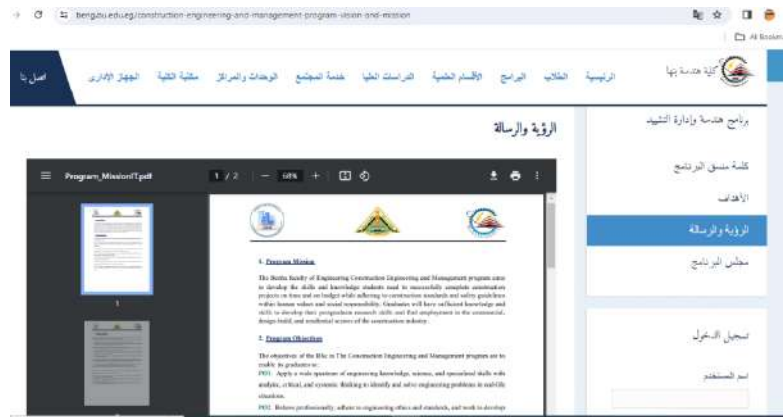 beng.bu.edu.eg/construction-engineering-and-management-program-vision-and-mission
All Bookm
كلية هندسة بنها
الرئيسية
الطلاب
البرامج
الأقسام العلمية
الدراسات العليا
خدمة المجتمع
الوحدات والمراكز
مكتبة الكلية
الجهاز الادارى
اتصل بنا
برنامج هندسة وإدارة التشييد
كلمة منسق البرنامج
الأهداف
الرؤية والرسالة
مجلس البرنامج
تسجيل الدخول
اسم المستخدم
الرؤية والرسالة
Program_MissionIT.pdf
1 / 2
68%
1
1. Program Mission
The Benha faculty of Engineering Construction Engineering and Management program aims
to develop the skills and knowledge students need to successfully complete construction
projects on time and on budget while adhering to construction standards and safety guidelines
within human values and social responsibility. Graduates will have sufficient knowledge and
skills to develop their postgraduate research skills and find employment in the commercial,
design-build, and residential sectors of the construction industry.
2. Program Objective
The objectives of the BSc in The Construction Engineering and Management program are to
enable its graduates to:
PO1. Apply a wide spectrum of engineering knowledge, science, and specialized skills with
analytic, critical, and systemic thinking to identify and solve engineering problems in real-life
situations.
PO2. Behave professionally, adhere to engineering ethics and standards, and work to develop